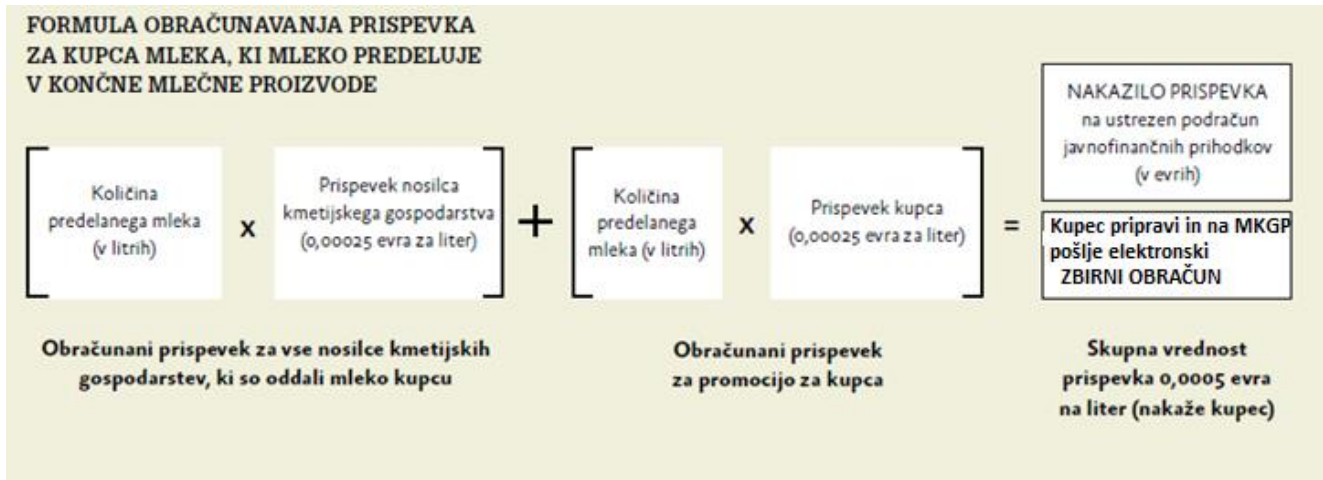 FORMULA OBRAČUNAVANJA PRISPEVKA
ZA KUPCA MLEKA, KI MLEKO PREDELUJE
V KONČNE MLEČNE PROIZVODE
Količina
predelanega mleka
(v litrih)
x
Prispevek nosilca
kmetijskega gospodarstva
(0,00025 evra za liter)
+
Količina
predelanega
mleka (v litrih)
x
Prispevek kupca
(0,00025 evra za liter)
=
NAKAZILO PRISPEVKA
na ustrezen podračun
javnofinančnih prihodkov
(v evrih)
Kupec pripravi in na MKGP
pošlje elektronski
ZBIRNI OBRAČUN
Obračunani prispevek za vse nosilce kmetijskih
gospodarstev, ki so oddali mleko kupcu
Obračunani prispevek
za promocijo za kupca
Skupna vrednost
prispevka 0,0005 evra
na liter (nakaže kupec)